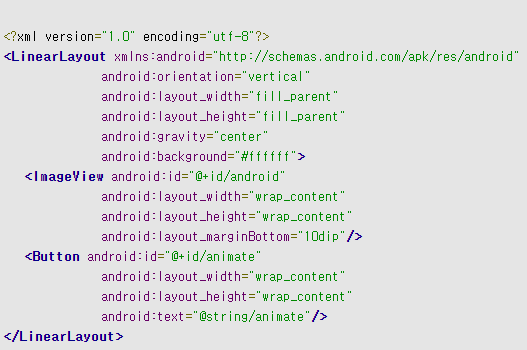 <?xml version="1.0" encoding="utf-8"?>
<LinearLayout xmlns:android="http://schemas.android.com/apk/res/android"
android:orientation="vertical"
android:layout_width="fill_parent"
android:layout_height="fill_parent"
android:gravity="center"
android:background="#ffffff">
<ImageView android:id="@+id/android"
android:layout_width="wrap_content"
android:layout_height="wrap_content"
android:layout_marginBottom="10dip"/>
<Button android:id="@+id/animate"
android:layout_width="wrap_content"
android:layout_height="wrap_content"
android:text="@string/animate"/>
</LinearLayout>